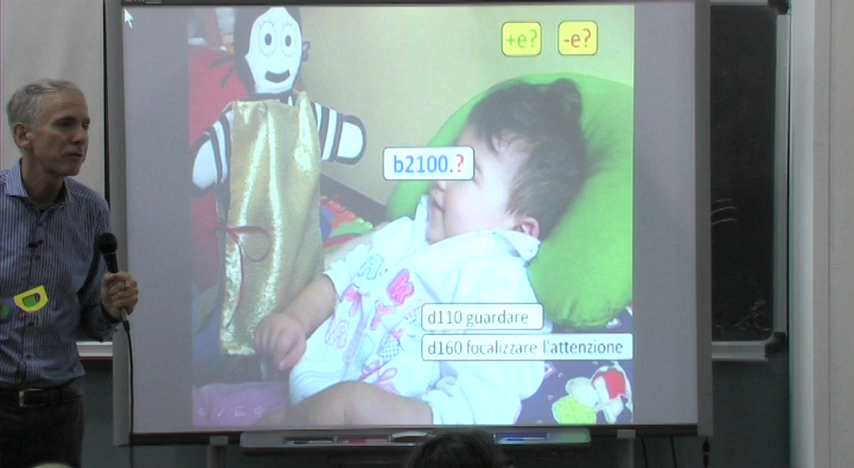 +e? -e?
b2100.?
d110 guardare
d160 focalizzare l'attenzione